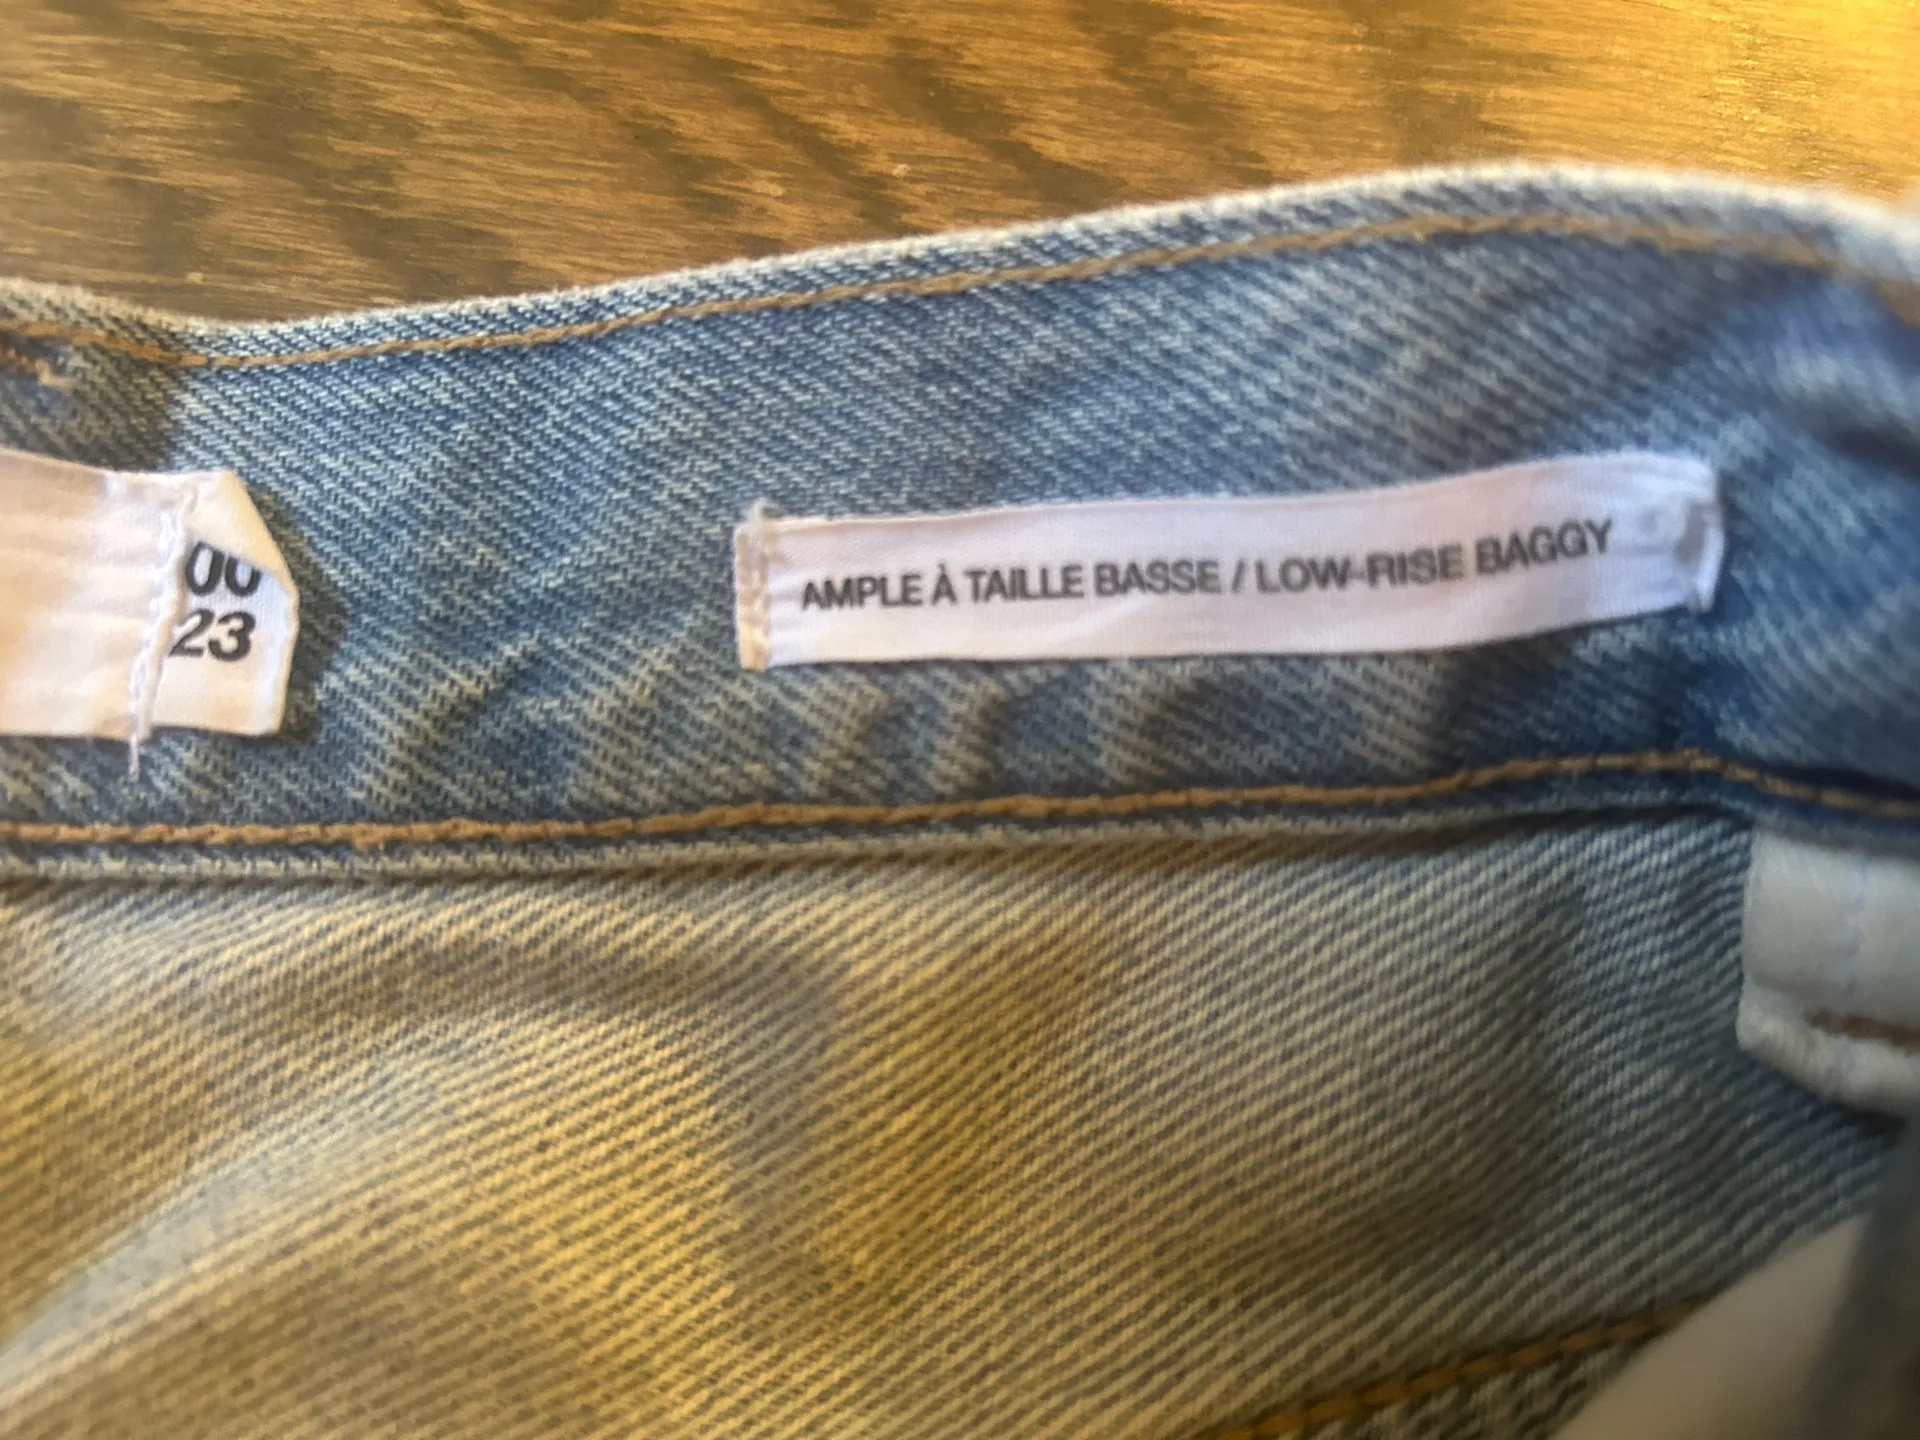 00
23
AMPLE À TAILLE BASSE / LOW-RISE BAGGY